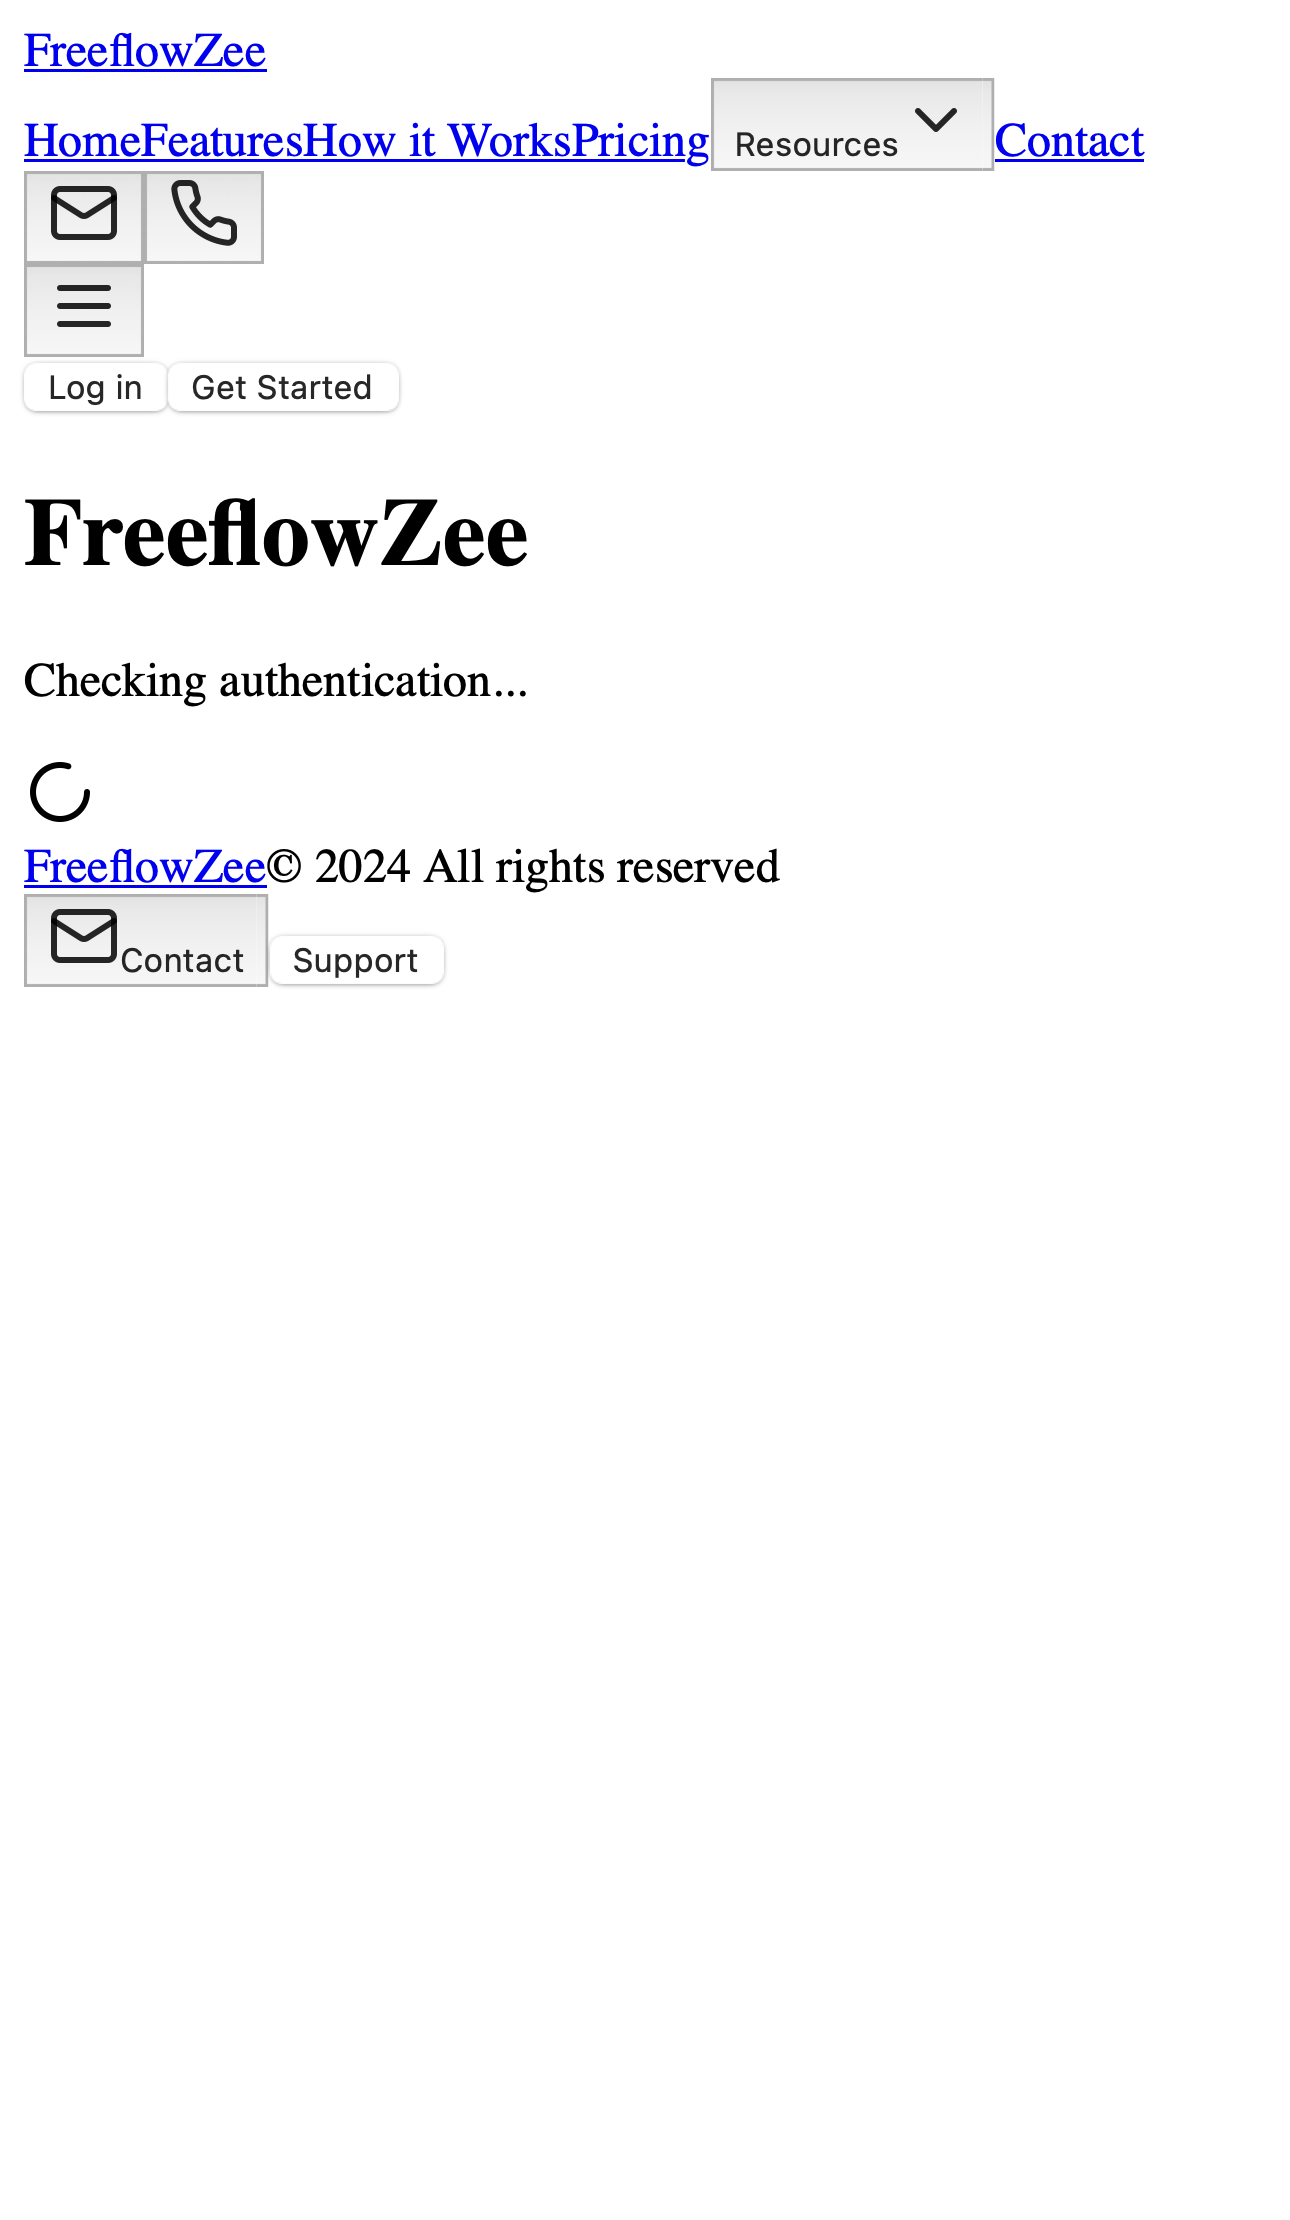 FreeflowZee
HomeFeaturesHow it WorksPricing Resources Contact
Log in Get Started
FreeflowZee
Checking authentication...
FreeflowZee© 2024 All rights reserved
Contact Support